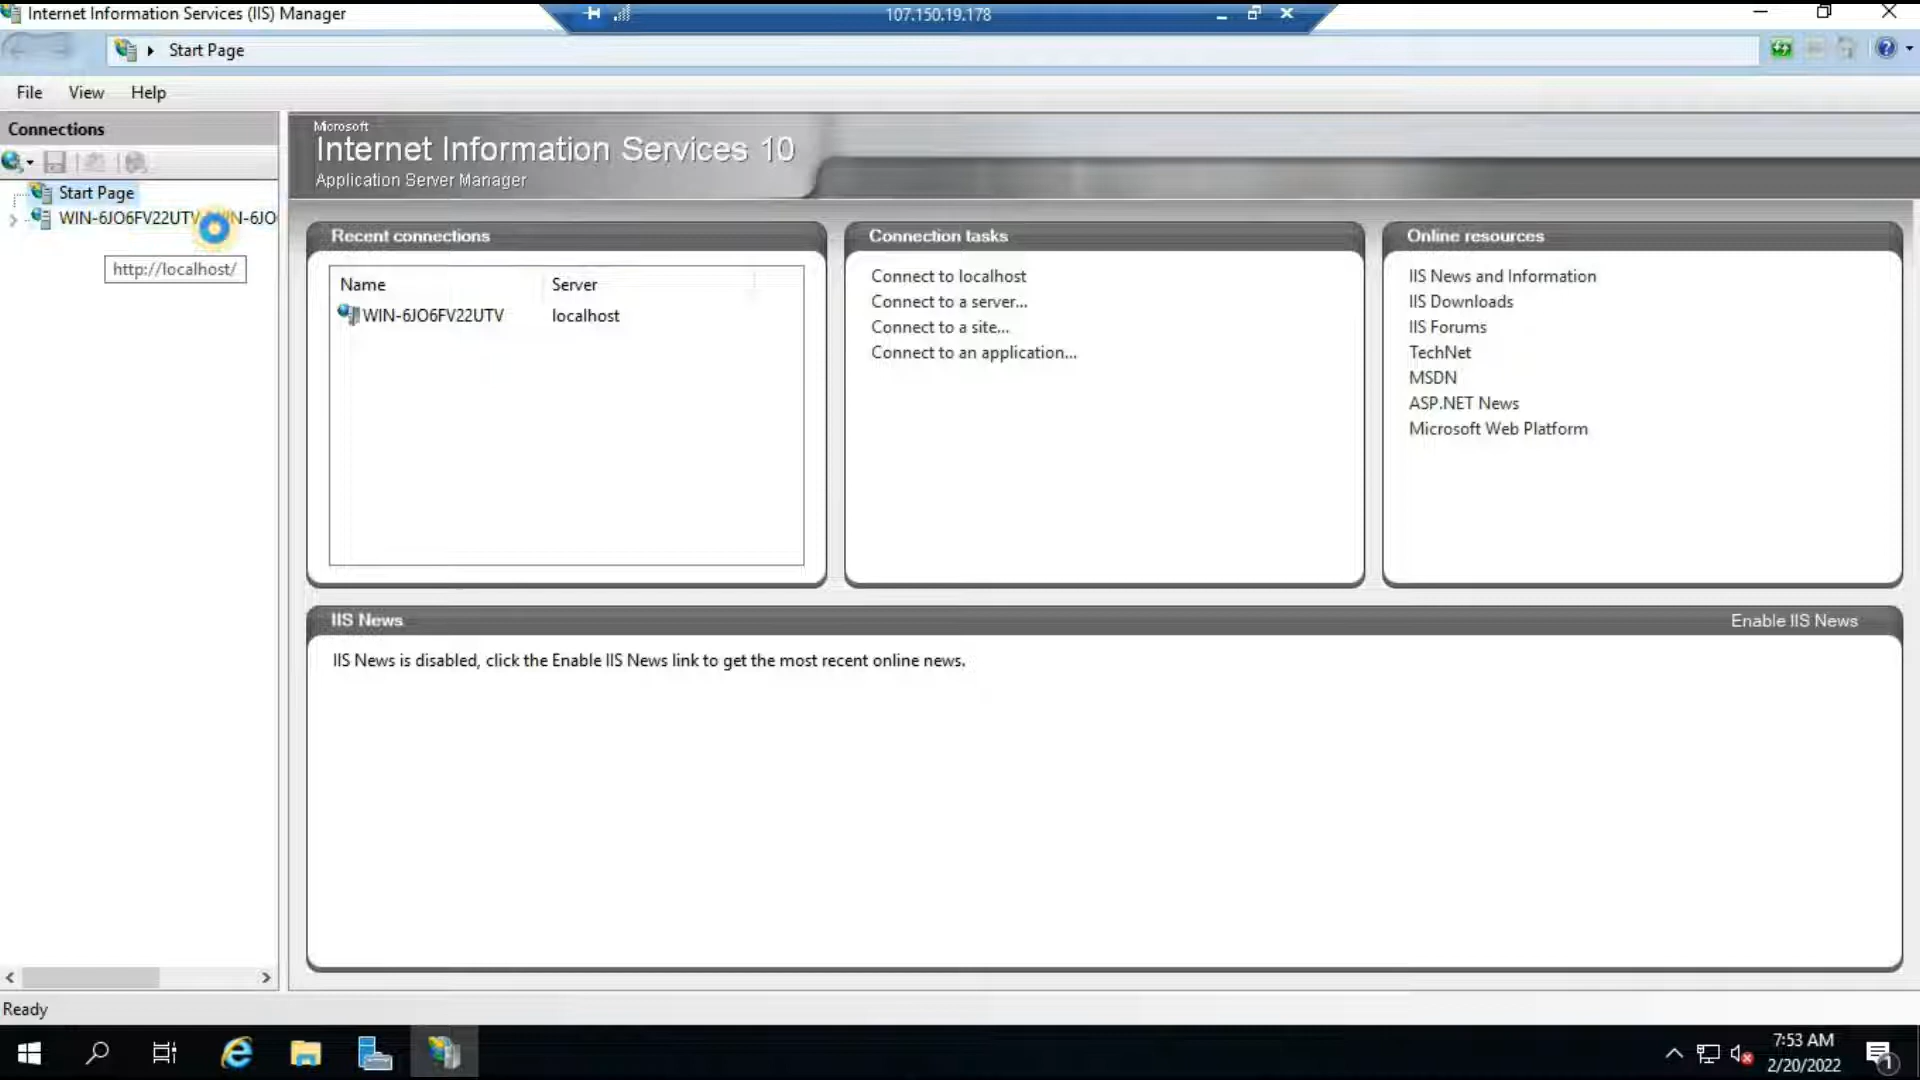 Internet Information Services (IIS) Manager
107.150.19.178
Start Page
File View Help
Connections
Start Page
WIN-6JO6FV22UTV
http://localhost/
Microsoft
Internet Information Services 10
Application Server Manager
Recent connections
Name Server
WIN-6JO6FV22UTV localhost
Connection tasks
Connect to localhost
Connect to a server...
Connect to a site...
Connect to an application...
Online resources
IIS News and Information
IIS Downloads
IIS Forums
TechNet
MSDN
ASP.NET News
Microsoft Web Platform
IIS News
Enable IIS News
IIS News is disabled, click the Enable IIS News link to get the most recent online news.
Ready
7:53 AM
2/20/2022
1